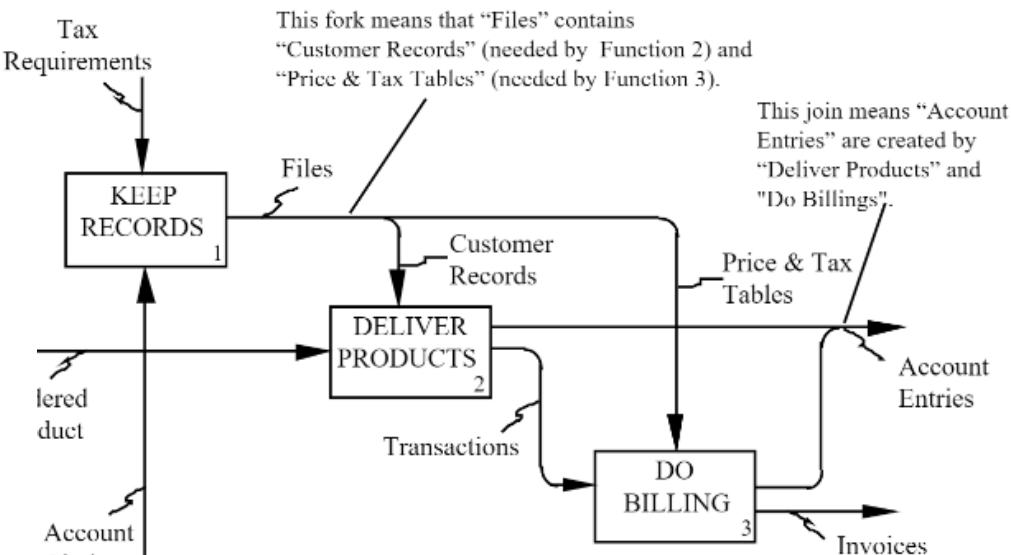 Tax
Requirements
This fork means that “Files” contains
“Customer Records” (needed by Function 2) and
“Price & Tax Tables” (needed by Function 3).
This join means “Account
Entries” are created by
“Deliver Products” and
"Do Billings".
Files
KEEP
RECORDS
1
Customer
Records
Price & Tax
Tables
DELIVER
PRODUCTS
2
Account
Entries
lered
duct
Transactions
DO
BILLING
3
Account
Invoices